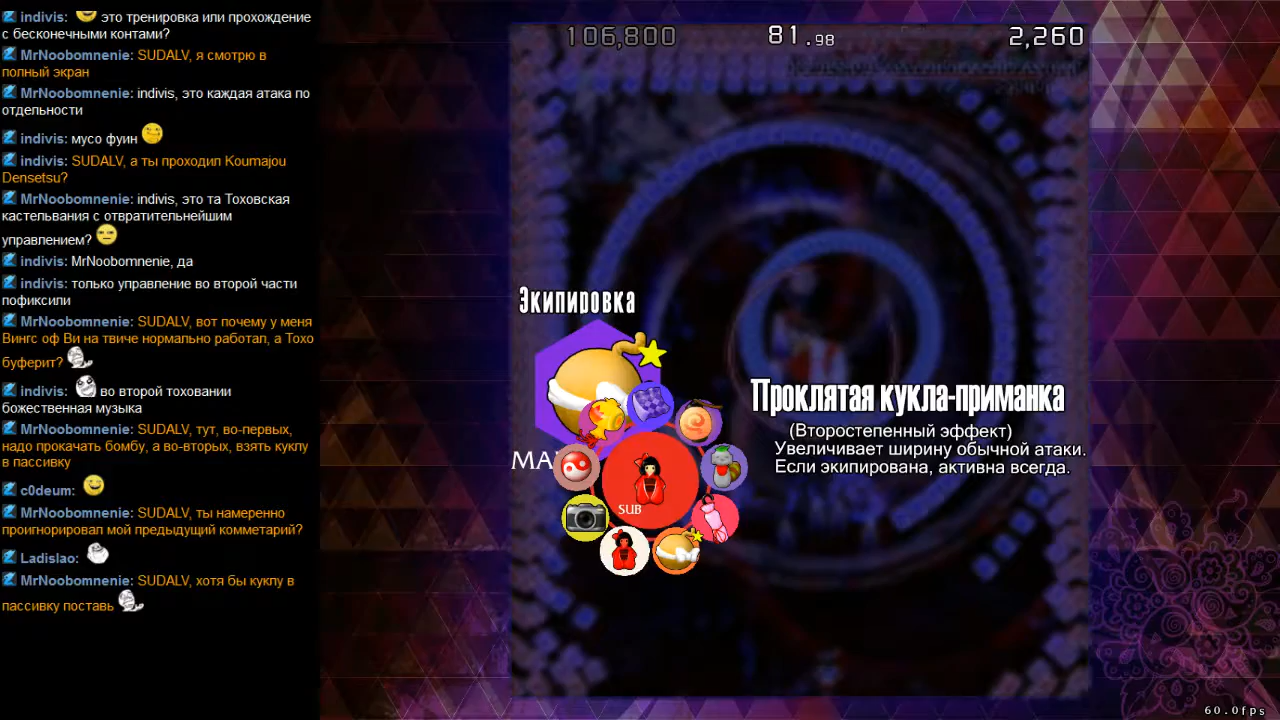 indivis: это тренировка или прохождение
с бесконечными контами?
MrNoobomnenie: SUDALV, я смотрю в
полный экран
MrNoobomnenie: indivis, это каждая атака по
отдельности
indivis: мусо фуин
indivis: SUDALV, а ты проходил Koumajou
Densetsu?
MrNoobomnenie: indivis, это та Тоховская
кастельвания с отвратительнейшим
управлением?
indivis: MrNoobomnenie, да
indivis: только управление во второй части
пофиксили
MrNoobomnenie: SUDALV, вот почему у меня
Вингс оф Ви на твиче нормально работал, а Тохо
буферит?
indivis: во второй тоховании
божественная музыка
MrNoobomnenie: SUDALV, тут, во-первых,
надо прокачать бомбу, а во-вторых, взять куклу
в пассивку
c0deum:
MrNoobomnenie: SUDALV, ты намеренно
проигнорировал мой предыдущий комметарий?
Ladislao:
MrNoobomnenie: SUDALV, хотя бы куклу в
пассивку поставь
106,800 81.98 2,260
Экипировка
MA
SUB
Проклятая кукла-приманка
(Второстепенный эффект)
Увеличивает ширину обычной атаки.
Если экипирована, активна всегда.
60.0fps